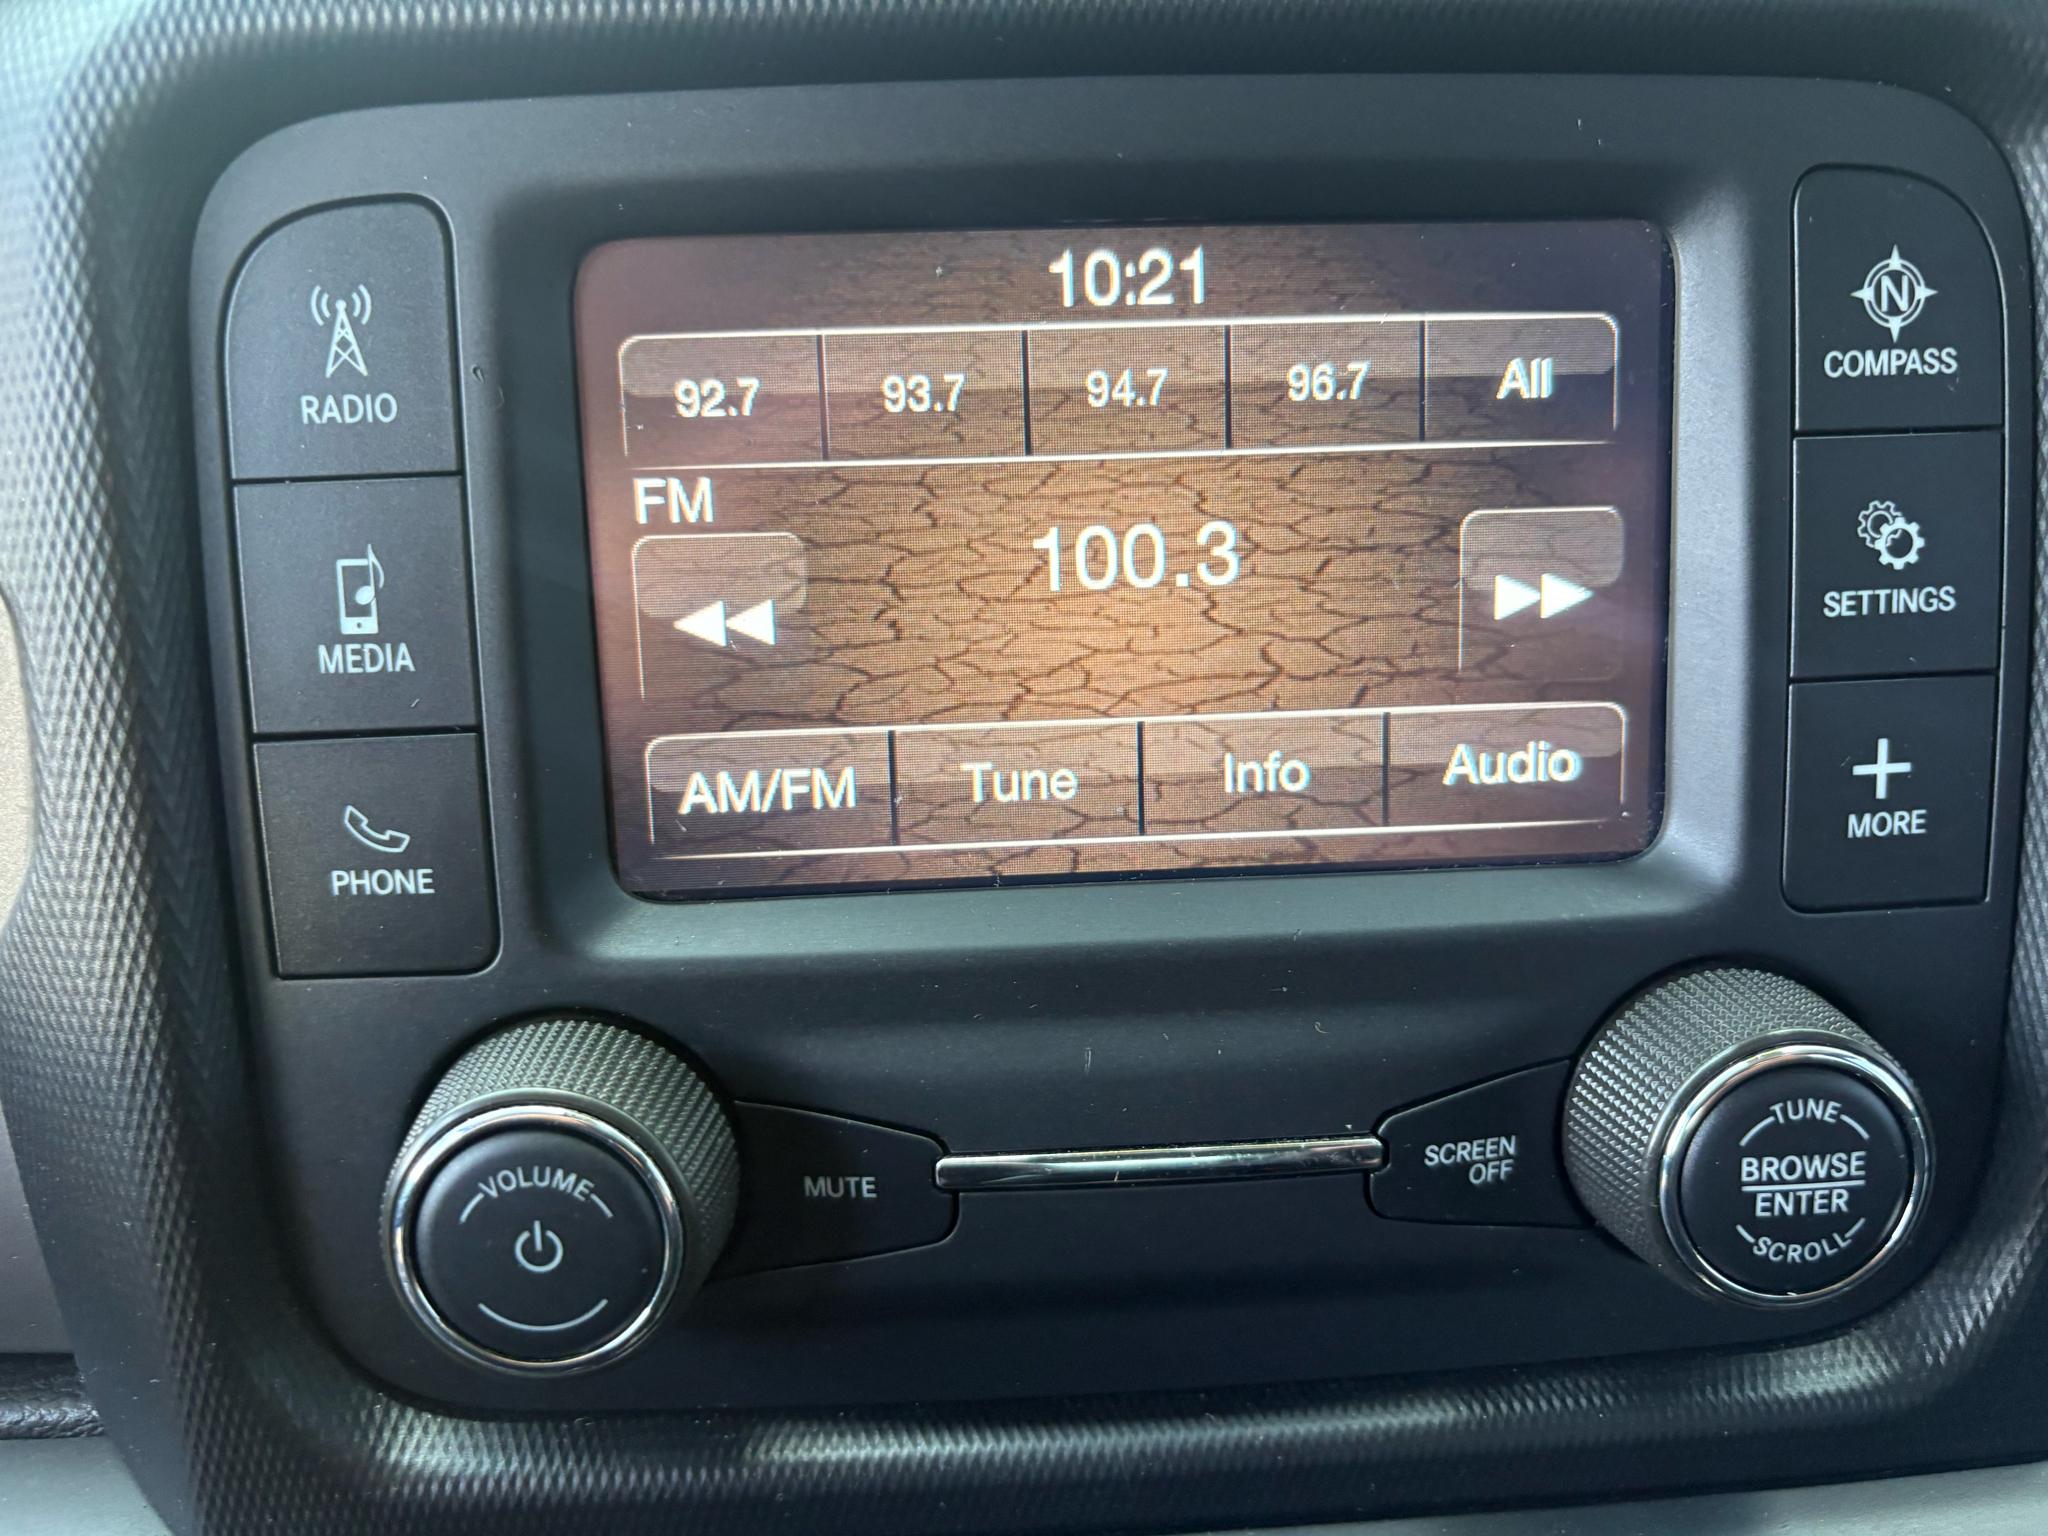 10:21
92.7 93.7 94.7 96.7 All
FM
100.3
AM/FM Tune Info Audio
RADIO
MEDIA
PHONE
N
COMPASS
SETTINGS
MORE
VOLUME
MUTE
SCREEN
OFF
TUNE
BROWSE
ENTER
SCROLL